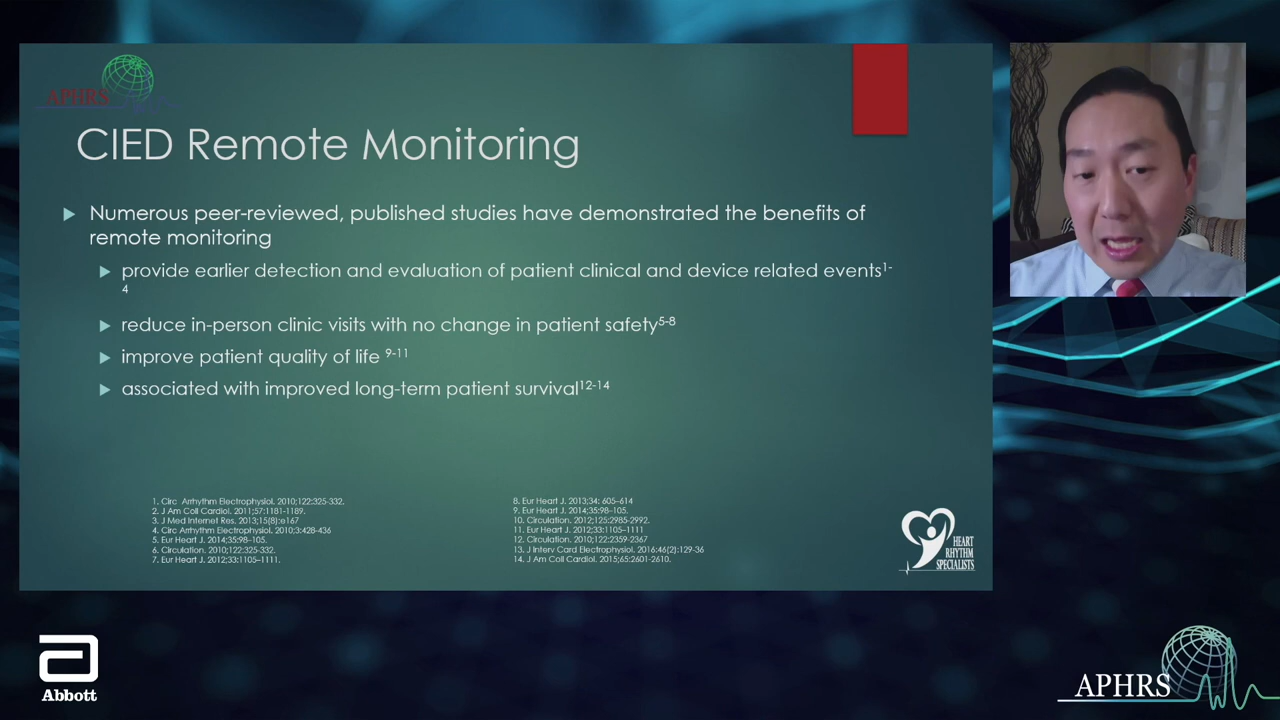 APHRS
CIED Remote Monitoring
Numerous peer-reviewed, published studies have demonstrated the benefits of
remote monitoring
provide earlier detection and evaluation of patient clinical and device related events1-
4
reduce in-person clinic visits with no change in patient safety5-8
improve patient quality of life 9-11
associated with improved long-term patient survival12-14
1. Circ Arrhythm Electrophysiol. 2010;122:325-332.
2. J Am Coll Cardiol. 2011;57:1181-1189.
3. J Med Internet Res. 2013;15(8):e167
4. Circ Arrhythm Electrophysiol. 2010;3:428-436
5. Eur Heart J. 2014;35:98–105.
6. Circulation. 2010;122:325-332.
7. Eur Heart J. 2012;33:1105–1111.
8. Eur Heart J. 2013;34: 605–614
9. Eur Heart J. 2014;35:98–105.
10. Circulation. 2012;125:2985-2992.
11. Eur Heart J. 2012;33:1105–1111
12. Circulation. 2010;122:2359-2367
13. J Interv Card Electrophysiol. 2016:46(2):129-36
14. J Am Coll Cardiol. 2015;65:2601-2610.
HEART
RHYTHM
SPECIALISTS
Abbott
APHRS